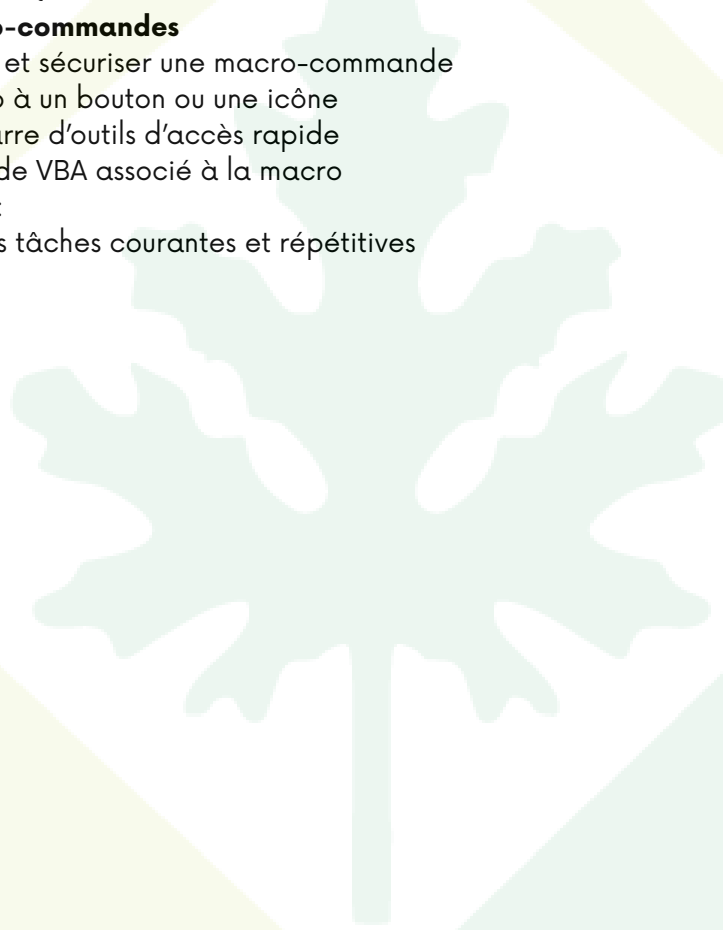 -commandes
et sécuriser une macro-commande
à un bouton ou une icône
d'outils d'accès rapide
de VBA associé à la macro
tâches courantes et répétitives